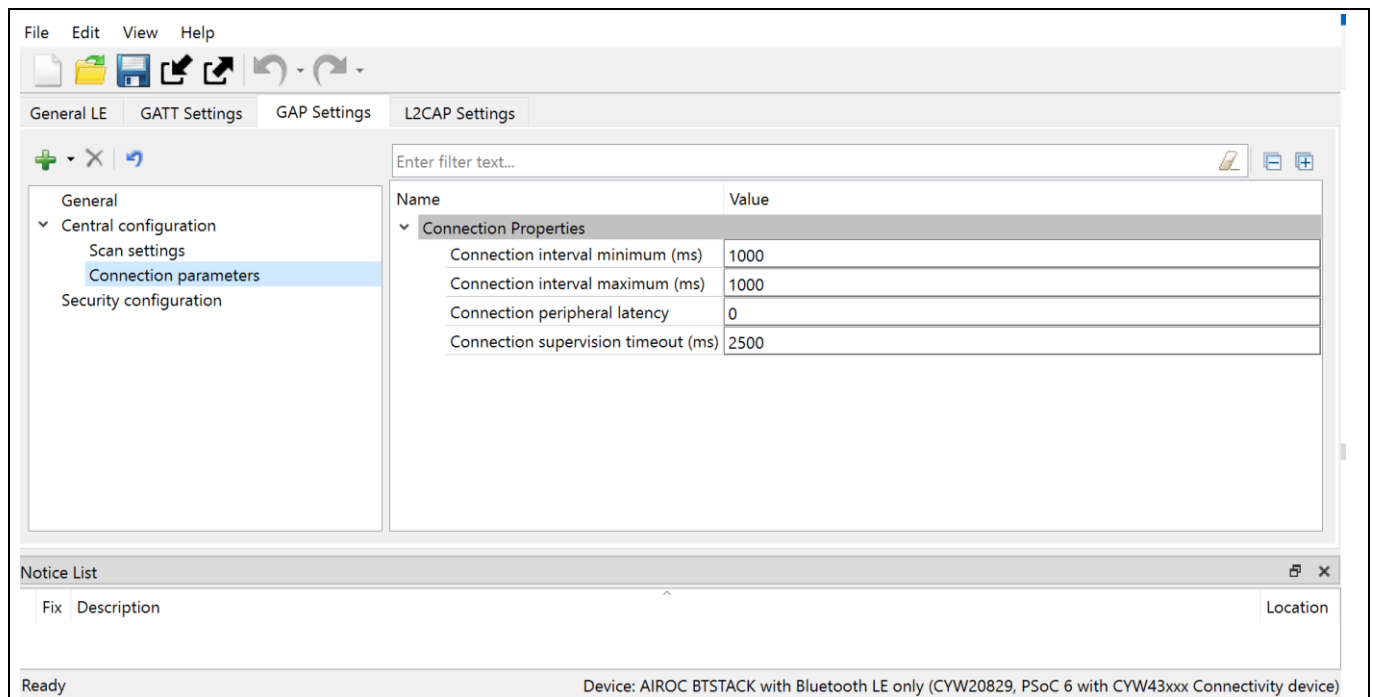 File Edit View Help
General LE GATT Settings GAP Settings L2CAP Settings
Enter filter text...
General
Central configuration
Scan settings
Connection parameters
Security configuration
Name Value
Connection Properties
Connection interval minimum (ms) 1000
Connection interval maximum (ms) 1000
Connection peripheral latency 0
Connection supervision timeout (ms) 2500
Notice List
Fix Description Location
Ready Device: AIROC BTSTACK with Bluetooth LE only (CYW20829, PSoC 6 with CYW43xxx Connectivity device)